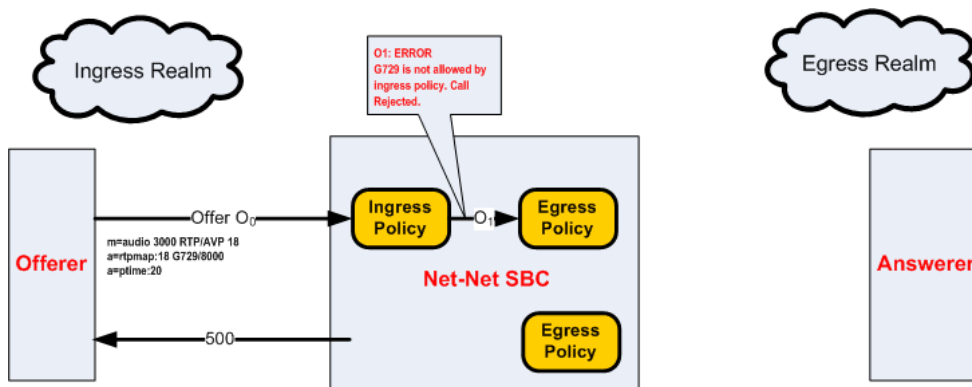 Ingress Realm
O1: ERROR
G729 is not allowed by
ingress policy. Call
Rejected.
Egress Realm
Offerer
Offer O₀
m=audio 3000 RTP/AVP 18
a=rtpmap:18 G729/8000
a=ptime:20
Ingress
Policy
O₁
Egress
Policy
Net-Net SBC
Answerer
500
Egress
Policy